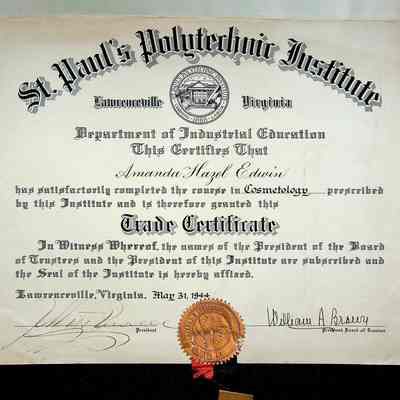 St. Paul's Polytechnic Institute
Lawrenceville Virginia
Department of Industrial Education
This Certifies That
Amanda Hazel Edwin
has satisfactorily completed the course in Cosmetology prescribed
by this Institute and is therefore granted this
Trade Certificate
In Witness Whereof, the names of the President of the Board
of Trustees and the President of this Institute are subscribed and
the Seal of the Institute is hereby affixed.
Lawrenceville, Virginia. May 31, 1944
William A Brown
President
President Board of Trustees